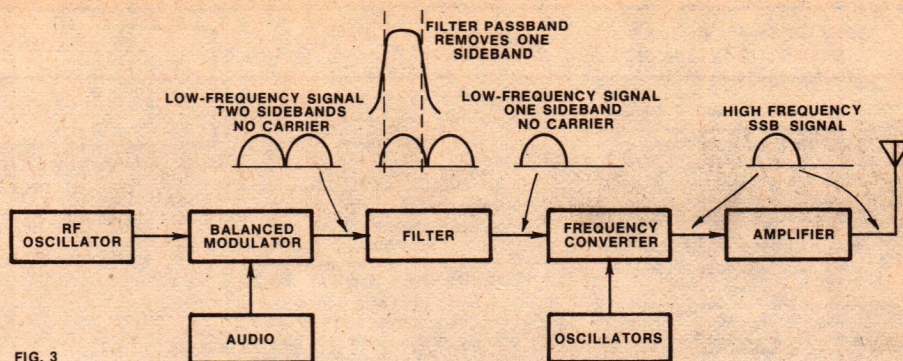 FILTER PASSBAND
REMOVES ONE
SIDEBAND
LOW-FREQUENCY SIGNAL
TWO SIDEBANDS
NO CARRIER
LOW-FREQUENCY SIGNAL
ONE SIDEBAND
NO CARRIER
HIGH FREQUENCY
SSB SIGNAL
RF
OSCILLATOR
BALANCED
MODULATOR
FILTER
FREQUENCY
CONVERTER
AMPLIFIER
AUDIO
OSCILLATORS
FIG. 3